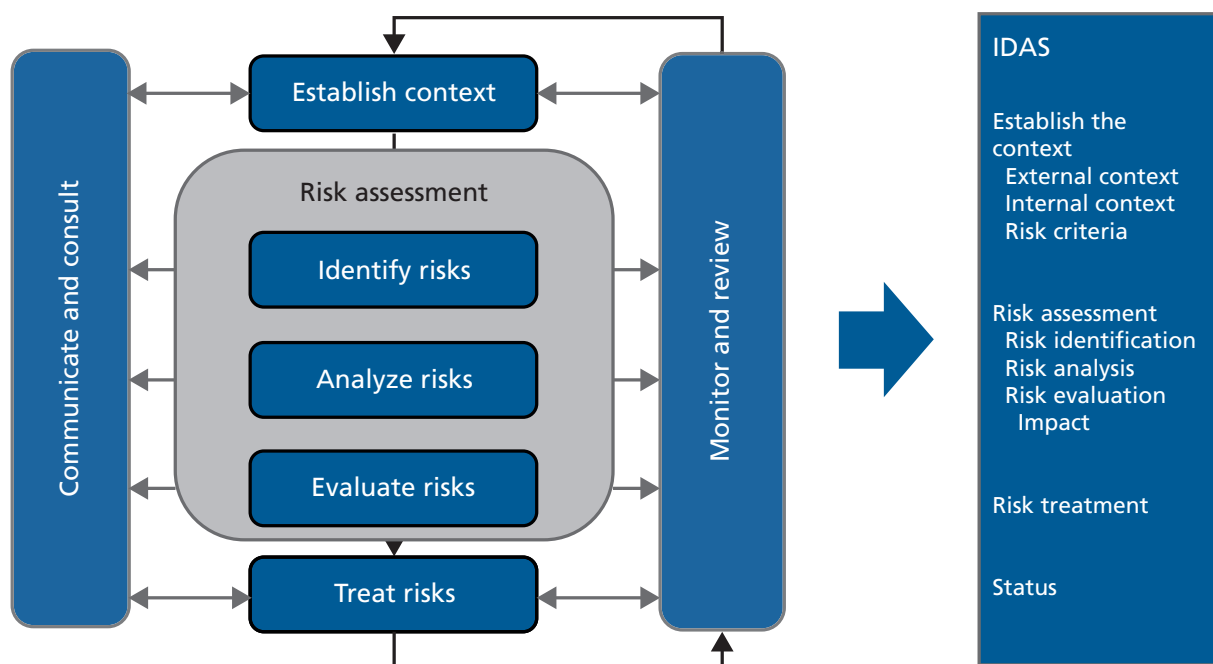 Communicate and consult
Establish context
Risk assessment
Identify risks
Analyze risks
Evaluate risks
Treat risks
Monitor and review
IDAS
Establish the
context
External context
Internal context
Risk criteria
Risk assessment
Risk identification
Risk analysis
Risk evaluation
Impact
Risk treatment
Status